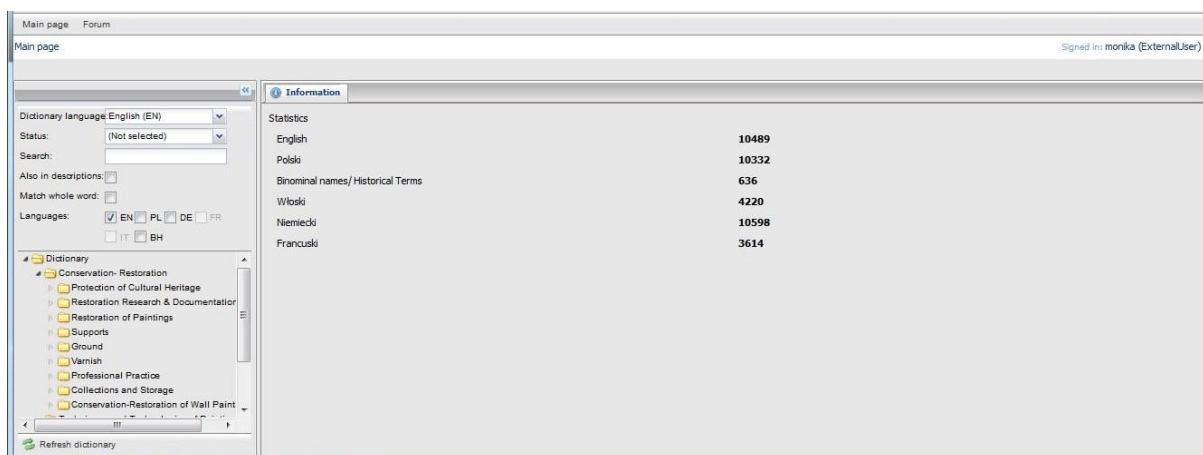 Main page Forum
Main page
Signed in: monika (ExternalUser)
Information
Dictionary language: English (EN)
Status: (Not selected)
Search:
Also in descriptions:
Match whole word:
Languages: EN PL DE FR
IT BH
Dictionary
Conservation- Restoration
Protection of Cultural Heritage
Restoration Research & Documentation
Restoration of Paintings
Supports
Ground
Varnish
Professional Practice
Collections and Storage
Conservation-Restoration of Wall Paint
Refresh dictionary
Statistics
English 10489
Polski 10332
Binominal names/ Historical Terms 636
Włoski 4220
Niemiecki 10598
Francuski 3614